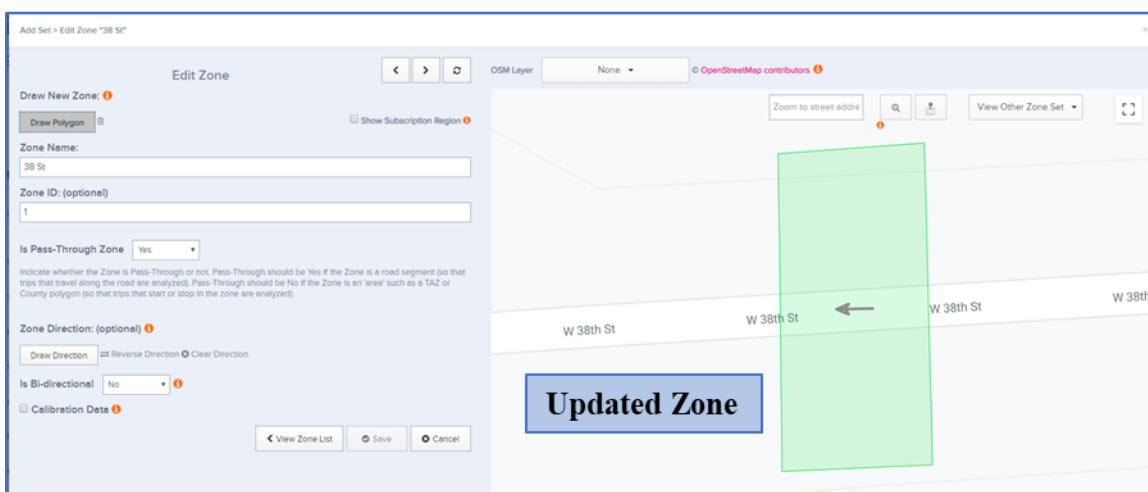 Add Set > Edit Zone "38 St"
×
Edit Zone
Draw New Zone:
Draw Polygon
Show Subscription Region
Zone Name:
38 St
Zone ID: (optional)
1
Is Pass-Through Zone Yes
Indicate whether the Zone is Pass-Through or not. Pass-Through should be Yes if the Zone is a road segment (so that
trips that travel along the road are analyzed). Pass-Through should be No if the Zone is an 'area' such as a TAZ or
County polygon (so that trips that start or stop in the zone are analyzed).
Zone Direction: (optional)
Draw Direction Reverse Direction Clear Direction
Is Bi-directional No
Calibration Data
View Zone List Save Cancel
OSM Layer None © OpenStreetMap contributors
Zoom to street addre
View Other Zone Set
W 38th St
W 38th St
W 38th St
W 38th
Updated Zone